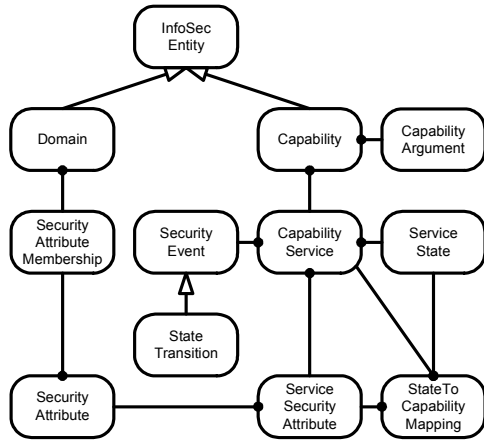 InfoSec
Entity
Domain
Capability
Capability
Argument
Security
Attribute
Membership
Security
Event
Capability
Service
Service
State
State
Transition
Security
Attribute
Service
Security
Attribute
StateTo
Capability
Mapping